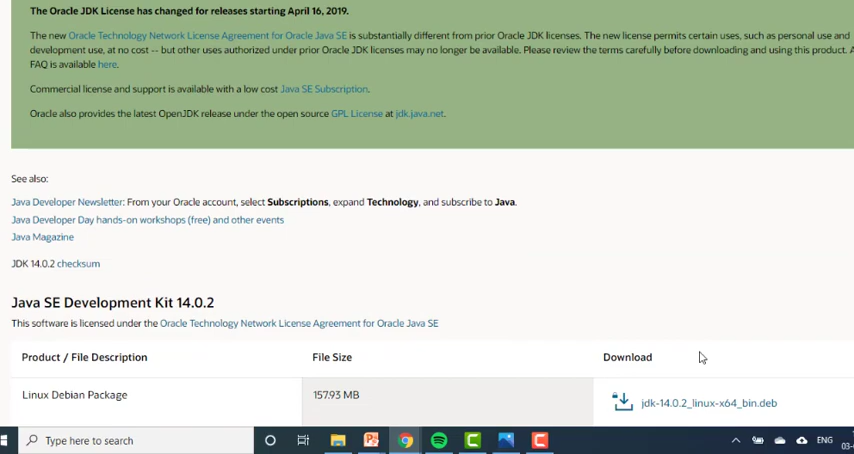 The Oracle JDK License has changed for releases starting April 16, 2019.
The new Oracle Technology Network License Agreement for Oracle Java SE is substantially different from prior Oracle JDK licenses. The new license permits certain uses, such as personal use and
development use, at no cost -- but other uses authorized under prior Oracle JDK licenses may no longer be available. Please review the terms carefully before downloading and using this product. A
FAQ is available here.
Commercial license and support is available with a low cost Java SE Subscription.
Oracle also provides the latest OpenJDK release under the open source GPL License at jdk.java.net.
See also:
Java Developer Newsletter: From your Oracle account, select Subscriptions, expand Technology, and subscribe to Java.
Java Developer Day hands-on workshops (free) and other events
Java Magazine
JDK 14.0.2 checksum
Java SE Development Kit 14.0.2
This software is licensed under the Oracle Technology Network License Agreement for Oracle Java SE
Product / File Description File Size Download
Linux Debian Package 157.93 MB jdk-14.0.2_linux-x64_bin.deb
Type here to search ENG
03-